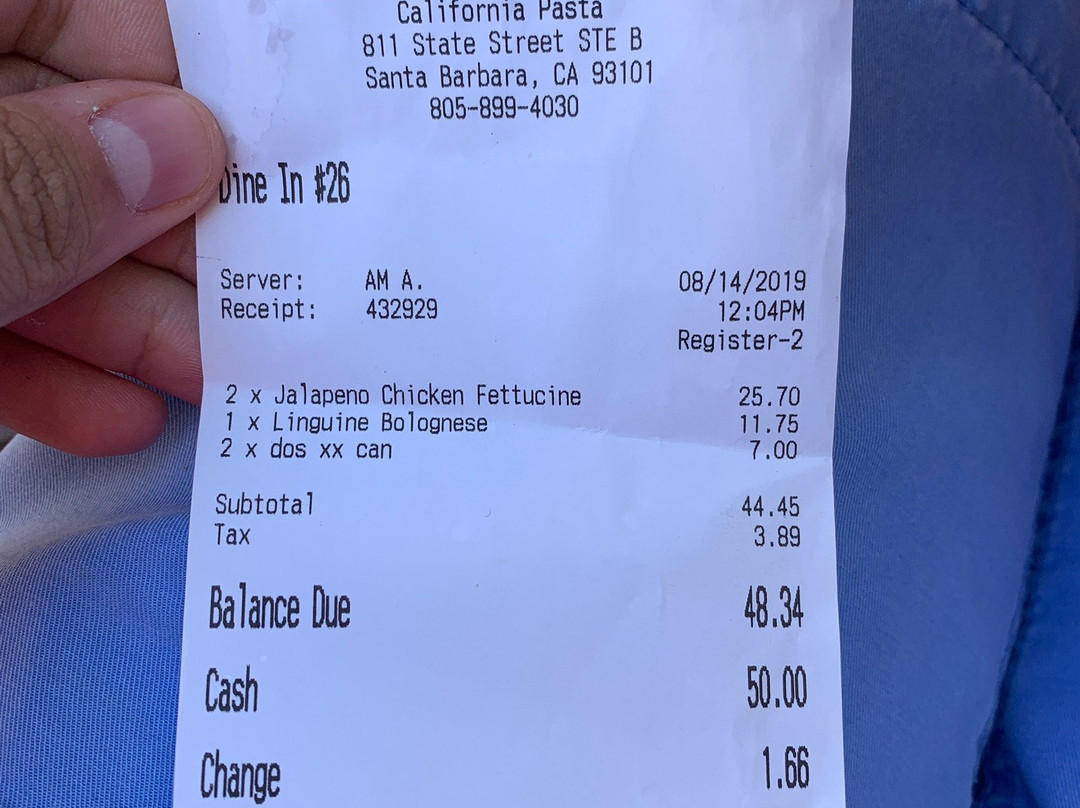 California Pasta
811 State Street STE B
Santa Barbara, CA 93101
805-899-4030
Dine In #26
Server: AM A. 08/14/2019
Receipt: 432929 12:04PM
Register-2
2 x Jalapeno Chicken Fettucine 25.70
1 x Linguine Bolognese 11.75
2 x dos xx can 7.00
Subtotal 44.45
Tax 3.89
Balance Due 48.34
Cash 50.00
Change 1.66